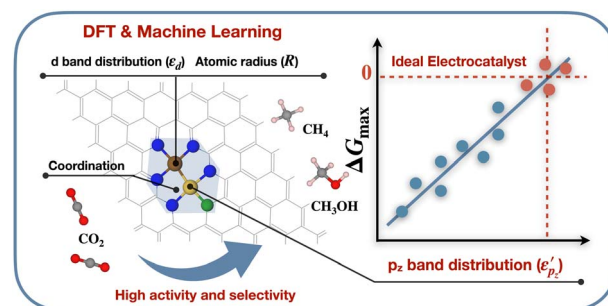 DFT & Machine Learning
d band distribution (εd) Atomic radius (R)
Coordination
CO2
CH4
CH3OH
High activity and selectivity
Ideal Electrocatalyst
0
ΔGmax
pz band distribution (ε′pz)